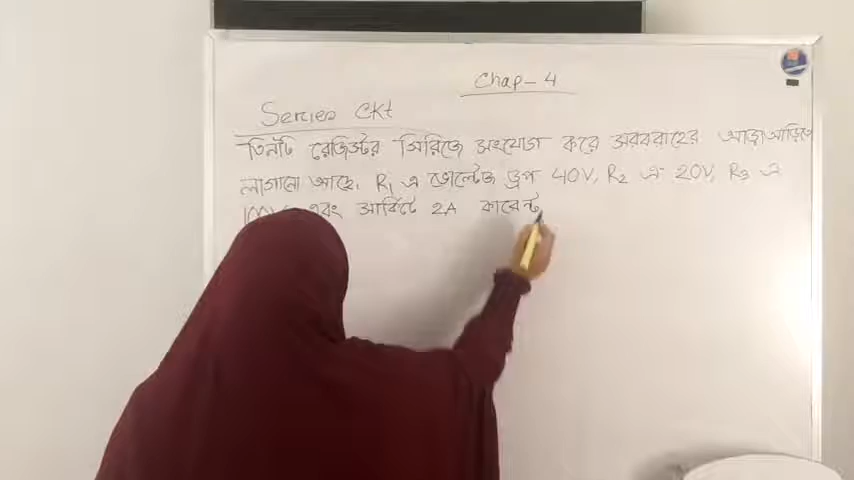 Chap-4
Series CKt
তিনটি রেজিস্টর সিরিজে সংযোগ করে সরবরাহের আড়াআড়িতে
লাগানো আছে, R₁ এ ভোল্টেজ ড্রপ 40V, R₂ এ 20V, R₃ এ
এবং সার্কিটে 2A কারেন্ট